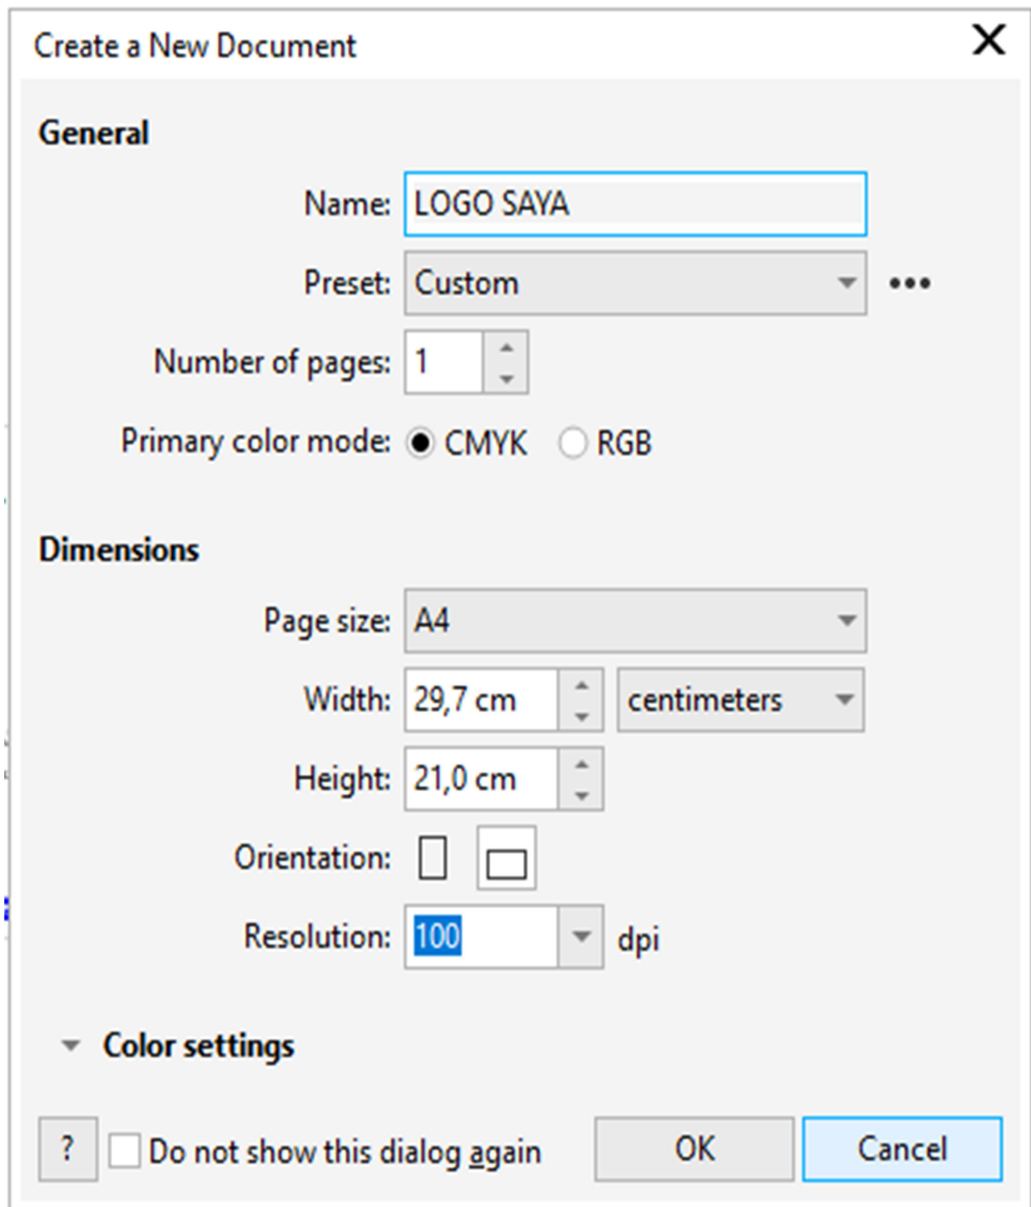 Create a New Document
General
Name: LOGO SAYA
Preset: Custom
Number of pages: 1
Primary color mode: CMYK RGB
Dimensions
Page size: A4
Width: 29,7 cm centimeters
Height: 21,0 cm
Orientation:
Resolution: 100 dpi
Color settings
? Do not show this dialog again OK Cancel